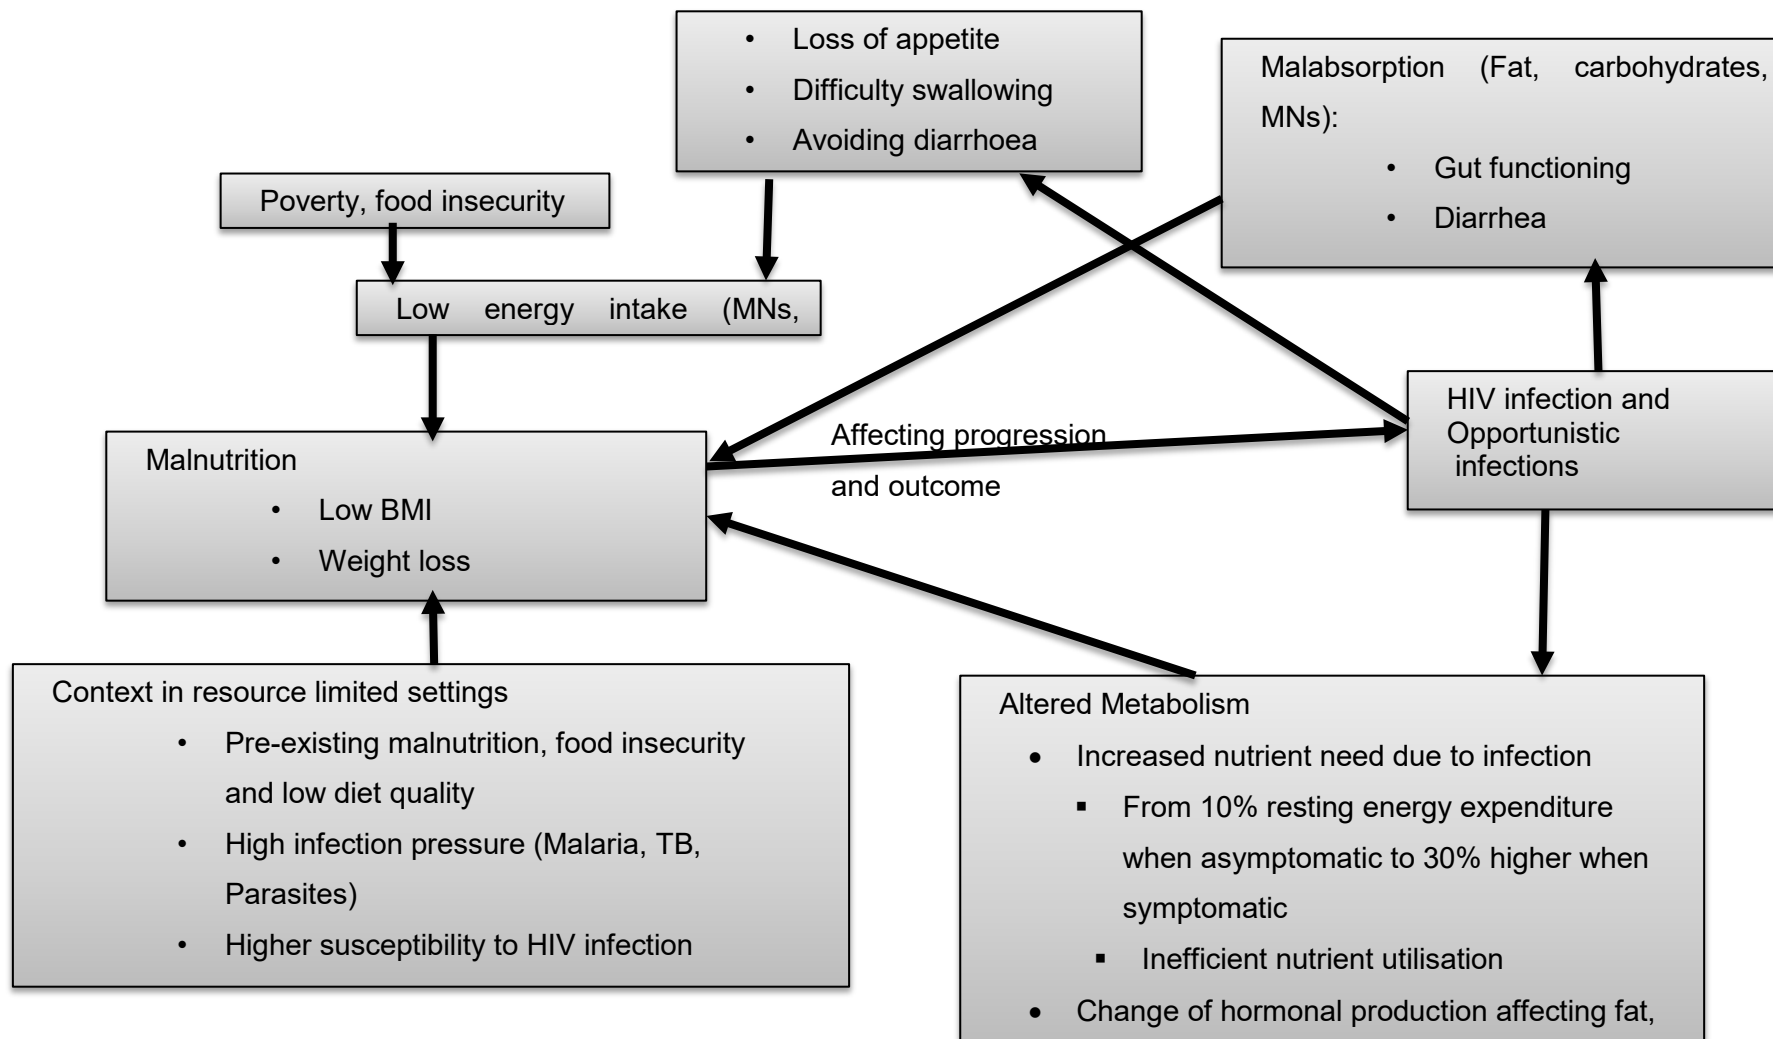 • Loss of appetite
• Difficulty swallowing
• Avoiding diarrhoea
Malabsorption (Fat, carbohydrates,
MNs):
• Gut functioning
• Diarrhea
Poverty, food insecurity
Low energy intake (MNs,
HIV infection and
Opportunistic
infections
Affecting progression
and outcome
Malnutrition
• Low BMI
• Weight loss
Context in resource limited settings
• Pre-existing malnutrition, food insecurity
and low diet quality
• High infection pressure (Malaria, TB,
Parasites)
• Higher susceptibility to HIV infection
Altered Metabolism
• Increased nutrient need due to infection
▪ From 10% resting energy expenditure
when asymptomatic to 30% higher when
symptomatic
▪ Inefficient nutrient utilisation
• Change of hormonal production affecting fat,